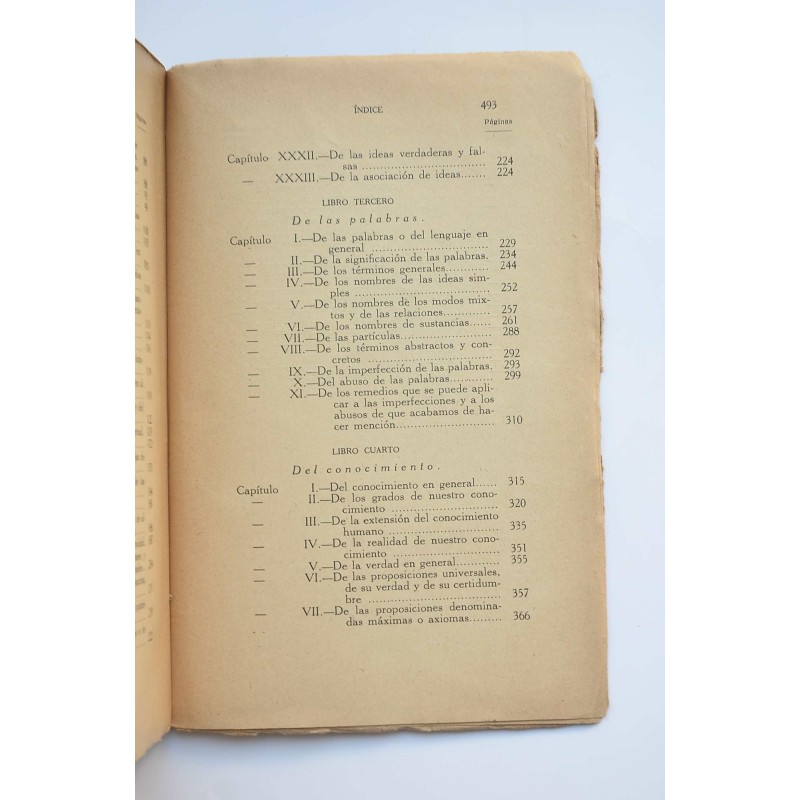 ÍNDICE 493
Páginas
Capítulo XXXII.—De las ideas verdaderas y fal-
sas ................................ 224
— XXXIII.—De la asociación de ideas....... 224
LIBRO TERCERO
De las palabras.
Capítulo I.—De las palabras o del lenguaje en
general ............................ 229
— II.—De la significación de las palabras. 234
— III.—De los términos generales............ 244
— IV.—De los nombres de las ideas sim-
ples ................................ 252
— V.—De los nombres de los modos mix-
tos y de las relaciones............ 257
— VI.—De los nombres de sustancias...... 261
— VII.—De las partículas...................... 288
— VIII.—De los términos abstractos y con-
cretos .............................. 292
— IX.—De la imperfección de las palabras. 293
— X.—Del abuso de las palabras............ 299
— XI.—De los remedios que se puede apli-
car a las imperfecciones y a los
abusos de que acabamos de ha-
cer mención........................ 310
LIBRO CUARTO
Del conocimiento.
Capítulo I.—Del conocimiento en general...... 315
— II.—De los grados de nuestro cono-
cimiento .......................... 320
— III.—De la extensión del conocimiento
humano ............................ 335
— IV.—De la realidad de nuestro cono-
cimiento .......................... 351
— V.—De la verdad en general............ 355
— VI.—De las proposiciones universales,
de su verdad y de su certidum-
bre ................................ 357
— VII.—De las proposiciones denomina-
das máximas o axiomas......... 366